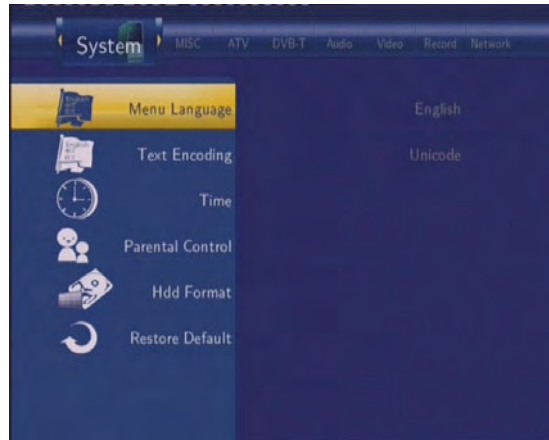 System MISC ATV DVB-T Audio Video Record Network
Menu Language English
Text Encoding Unicode
Time
Parental Control
Hdd Format
Restore Default